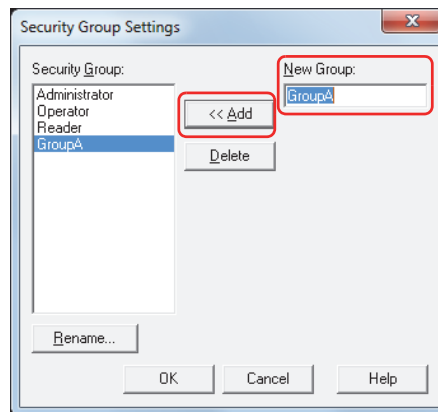 Security Group Settings
x
Security Group:
New Group:
Administrator
Operator
Reader
GroupA
<< Add
GroupA
Delete
Rename...
OK
Cancel
Help